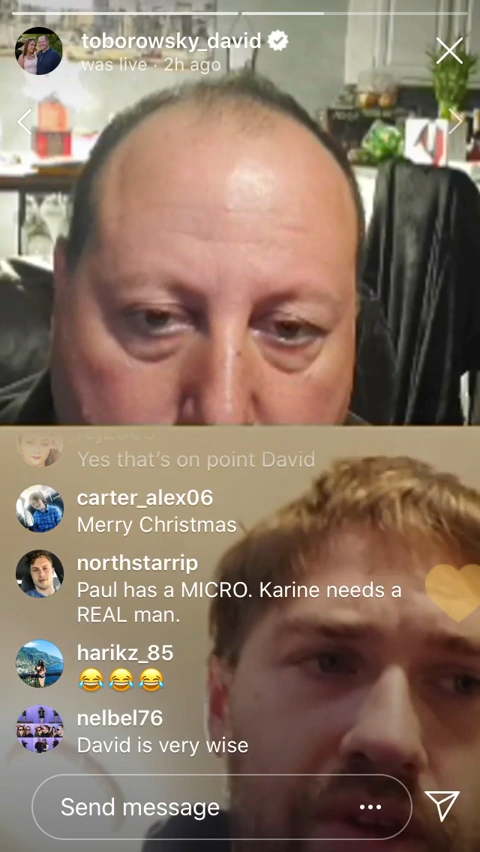 toborowsky_david
was live · 2h ago
Yes that's on point David
carter_alex06
Merry Christmas
northstarrip
Paul has a MICRO. Karine needs a
REAL man.
harikz_85
😂😂😂
nelbel76
David is very wise
Send message